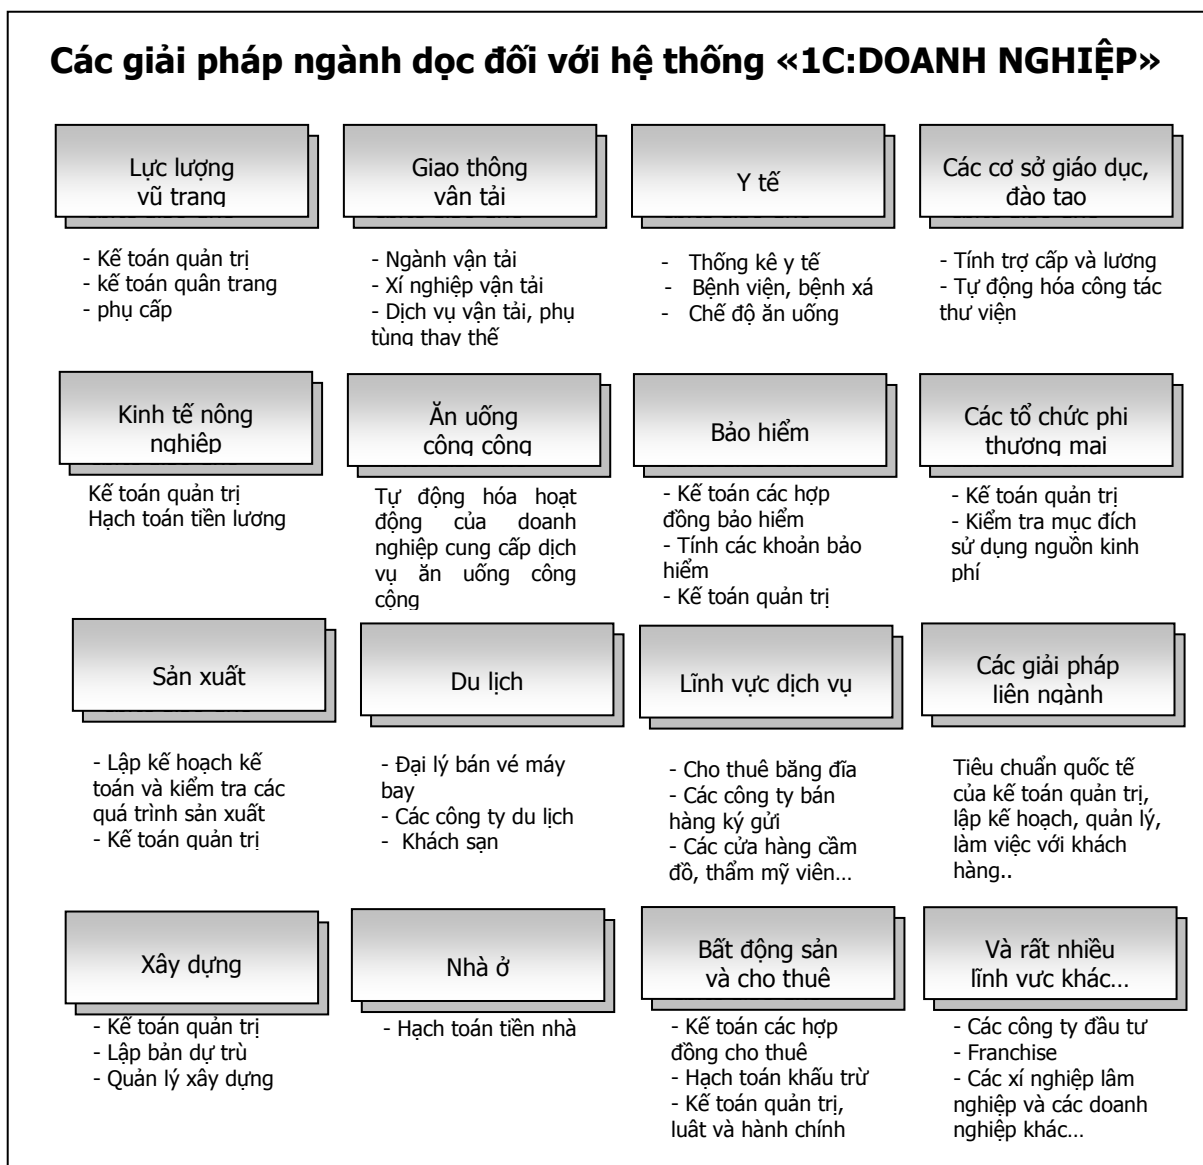 Các giải pháp ngành dọc đối với hệ thống «1C:DOANH NGHIỆP»
Lực lượng
vũ trang
- Kế toán quản trị
- kế toán quân trang
- phụ cấp
Giao thông
vân tải
- Ngành vận tải
- Xí nghiệp vận tải
- Dịch vụ vận tải, phụ
tùng thay thế
Y tế
- Thống kê y tế
- Bệnh viện, bệnh xá
- Chế độ ăn uống
Các cơ sở giáo dục,
đào tao
- Tính trợ cấp và lương
- Tự động hóa công tác
thư viện
Kinh tế nông
nghiêp
Kế toán quản trị
Hạch toán tiền lương
Ăn uống
công công
Tự động hóa hoạt
động của doanh
nghiệp cung cấp dịch
vụ ăn uống công
cộng
Bảo hiểm
- Kế toán các hợp
đồng bảo hiểm
- Tính các khoản bảo
hiểm
- Kế toán quản trị
Các tổ chức phi
thương mai
- Kế toán quản trị
- Kiểm tra mục đích
sử dụng nguồn kinh
phí
Sản xuất
- Lập kế hoạch kế
toán và kiểm tra các
quá trình sản xuất
- Kế toán quản trị
Du lịch
- Đại lý bán vé máy
bay
- Các công ty du lịch
- Khách sạn
Lĩnh vực dịch vụ
- Cho thuê băng đĩa
- Các công ty bán
hàng ký gửi
- Các cửa hàng cầm
đồ, thẩm mỹ viên...
Các giải pháp
liên ngành
Tiêu chuẩn quốc tế
của kế toán quản trị,
lập kế hoạch, quản lý,
làm việc với khách
hàng..
Xây dựng
- Kế toán quản trị
- Lập bản dự trù
- Quản lý xây dựng
Nhà ở
- Hạch toán tiền nhà
Bất động sản
và cho thuê
- Kế toán các hợp
đồng cho thuê
- Hạch toán khấu trừ
- Kế toán quản trị,
luât và hành chính
Và rất nhiều
lĩnh vưc khác...
- Các công ty đầu tư
- Franchise
- Các xí nghiệp lâm
nghiệp và các doanh
nghiệp khác...